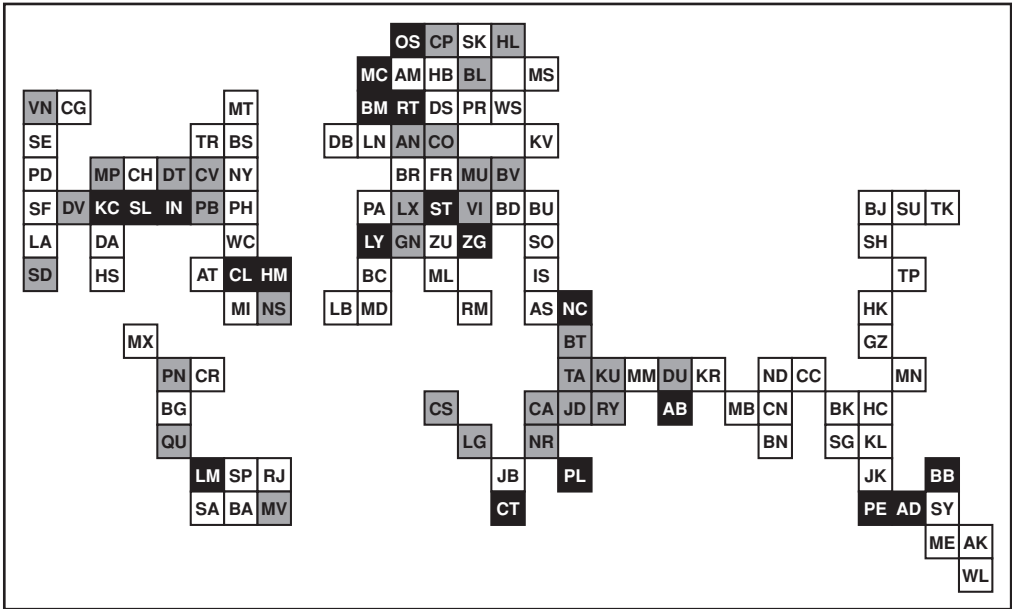 OS CP SK HL
MC AM HB BL MS
VN CG MT BM RT DS PR WS
SE TR BS DB LN AN CO KV
PD MP CH DT CV NY BR FR MU BV
SF DV KC SL IN PB PH PA LX ST VI BD BU BJ SU TK
LA DA WC LY GN ZU ZG SO SH
SD HS AT CL HM BC ML IS TP
MI NS LB MD RM AS NC HK
MX BT GZ
PN CR TA KU MM DU KR ND CC MN
BG CS CA JD RY AB MB CN BK HC
QU LG NR BN SG KL
LM SP RJ JB PL JK BB
SA BA MV CT PE AD SY
ME AK
WL